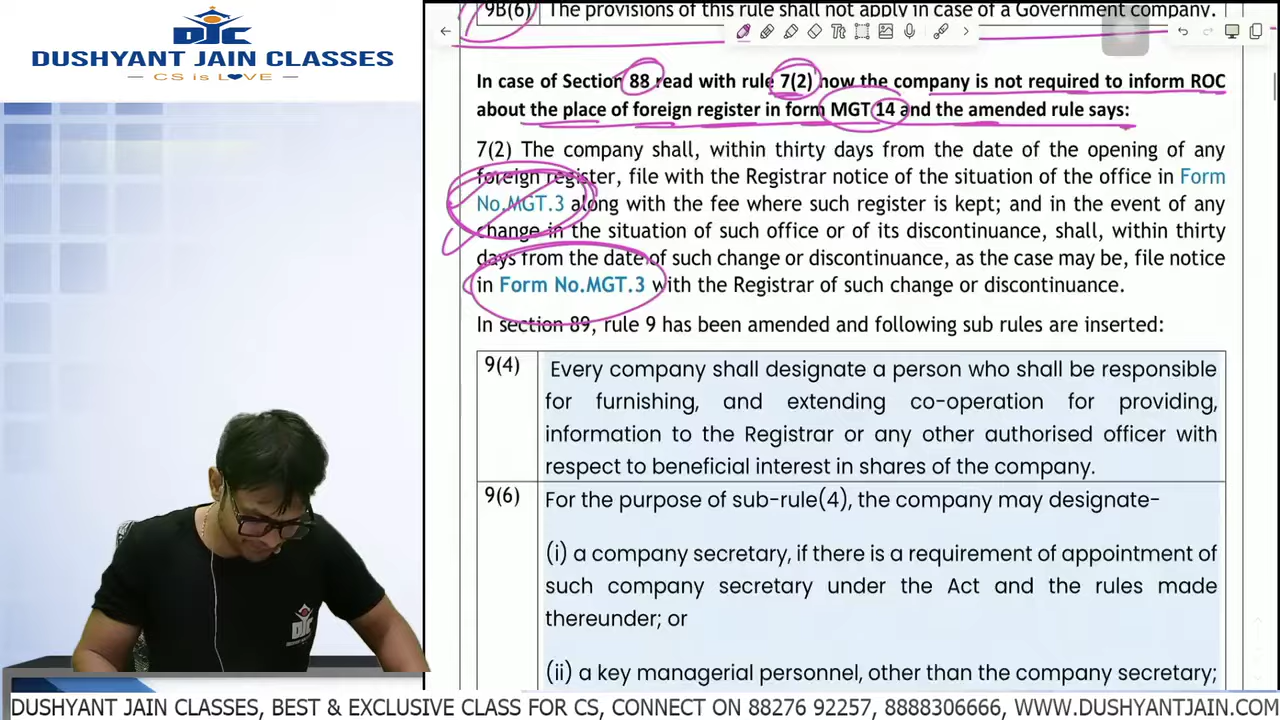 DJC
DUSHYANT JAIN CLASSES
- CS is L❤VE -
9B(6) The provisions of this rule shall not apply in case of a Government company.
In case of Section 88 read with rule 7(2) now the company is not required to inform ROC
about the place of foreign register in form MGT 14 and the amended rule says:
7(2) The company shall, within thirty days from the date of the opening of any
foreign register, file with the Registrar notice of the situation of the office in Form
No.MGT.3 along with the fee where such register is kept; and in the event of any
change in the situation of such office or of its discontinuance, shall, within thirty
days from the date of such change or discontinuance, as the case may be, file notice
in Form No.MGT.3 with the Registrar of such change or discontinuance.
In section 89, rule 9 has been amended and following sub rules are inserted:
9(4) Every company shall designate a person who shall be responsible
for furnishing, and extending co-operation for providing,
information to the Registrar or any other authorised officer with
respect to beneficial interest in shares of the company.
9(6) For the purpose of sub-rule(4), the company may designate-
(i) a company secretary, if there is a requirement of appointment of
such company secretary under the Act and the rules made
thereunder; or
(ii) a key managerial personnel, other than the company secretary;
DUSHYANT JAIN CLASSES, BEST & EXCLUSIVE CLASS FOR CS, CONNECT ON 88276 92257, 8888306666, WWW.DUSHYANTJAIN.COM